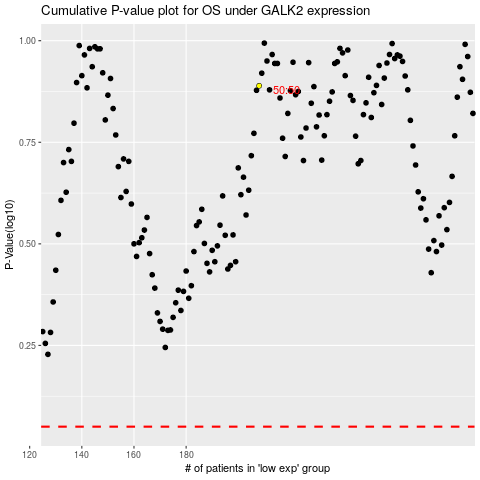 Cumulative P-value plot for OS under GALK2 expression
P-Value(log10)
1.00
0.75
0.50
0.25
50:50
120 140 160 180
# of patients in 'low exp' group